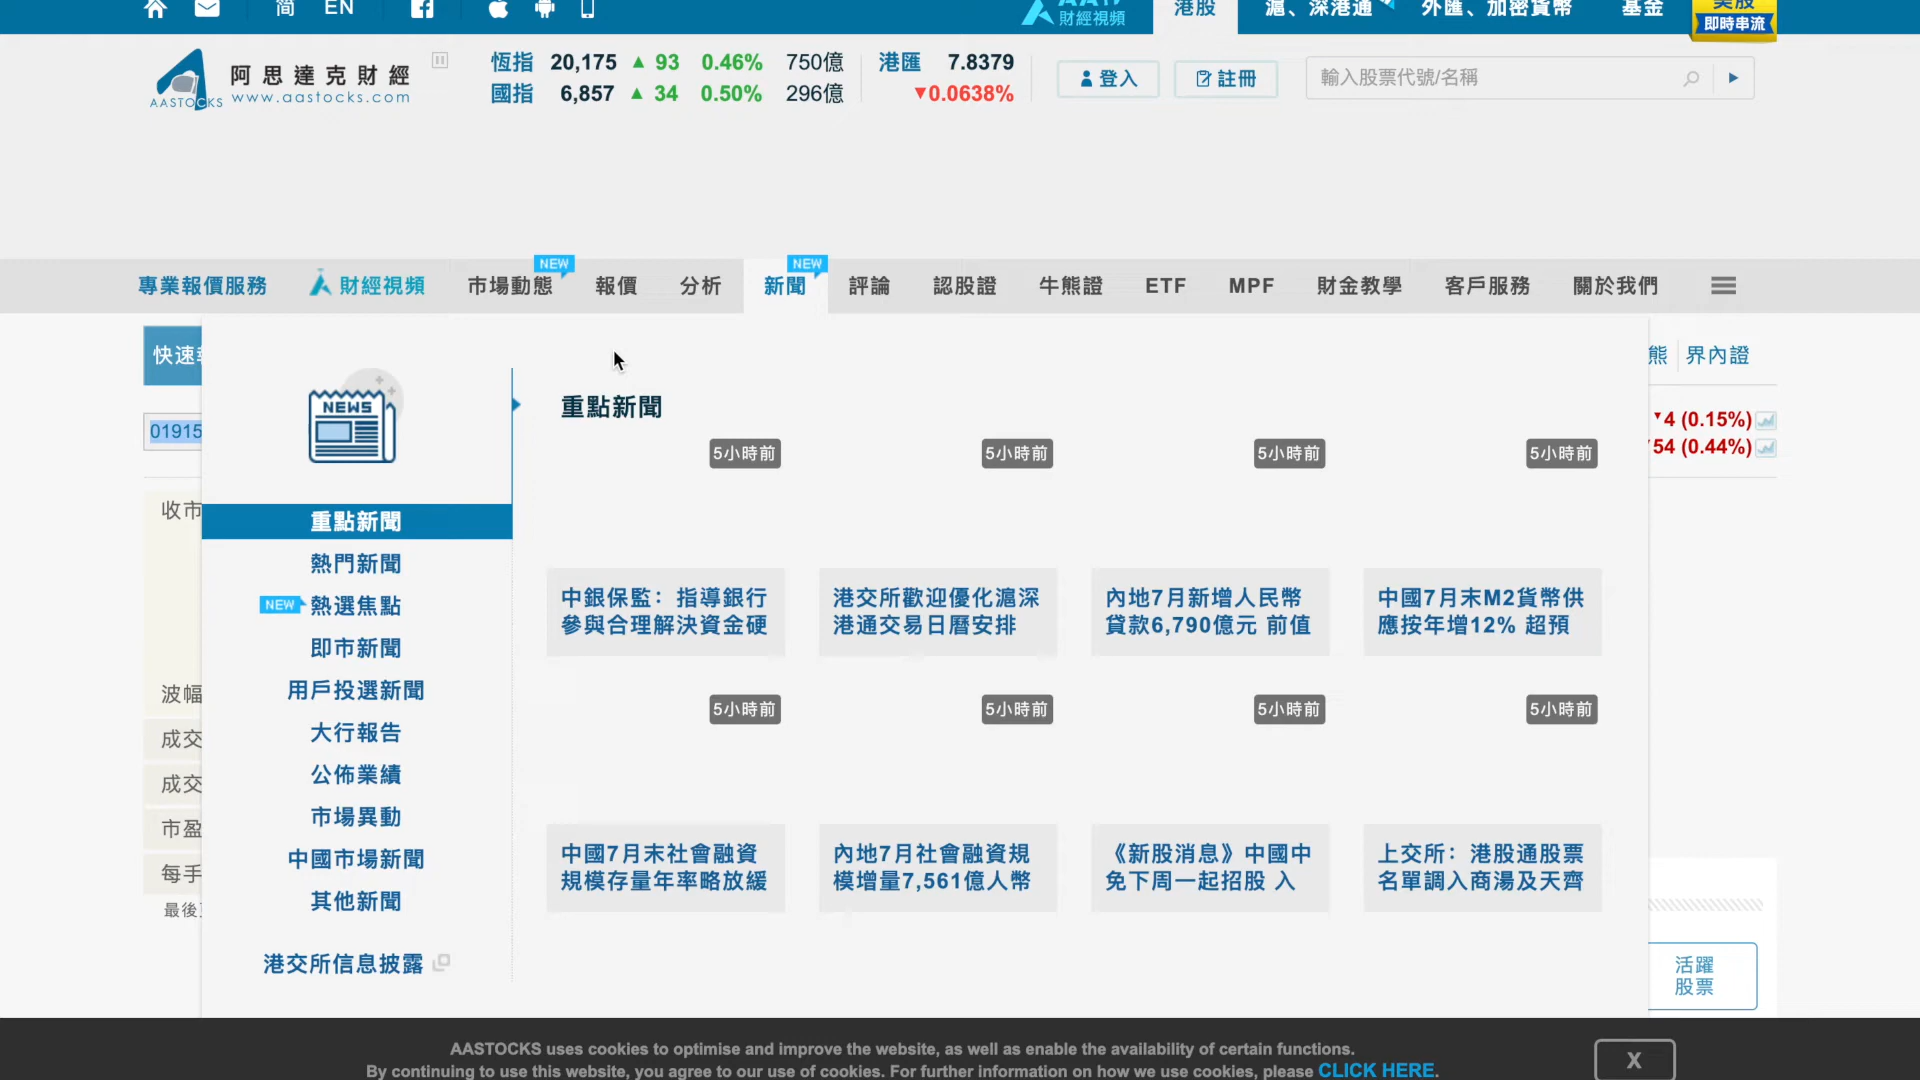 简
EN
AATV
財經視頻
港股
滬、深港通
外匯、加密貨幣
基金
美股
即時串流
AASTOCKS
阿思達克財經
www.aastocks.com
恆指 20,175 ▲ 93 0.46% 750億
國指 6,857 ▲ 34 0.50% 296億
港匯 7.8379
▼0.0638%
登入
註冊
輸入股票代號/名稱
專業報價服務
財經視頻
市場動態
NEW
報價
分析
新聞
NEW
評論
認股證
牛熊證
ETF
MPF
財金教學
客戶服務
關於我們
快速
熊
界內證
01915
▼4 (0.15%)
54 (0.44%)
收市
波幅
成交
成交
市盈
每手
最後
NEWS
重點新聞
熱門新聞
NEW 熱選焦點
即市新聞
用戶投選新聞
大行報告
公佈業績
市場異動
中國市場新聞
其他新聞
港交所信息披露
重點新聞
5小時前
5小時前
5小時前
5小時前
中銀保監：指導銀行
參與合理解決資金硬
港交所歡迎優化滬深
港通交易日曆安排
內地7月新增人民幣
貸款6,790億元 前值
中國7月末M2貨幣供
應按年增12% 超預
5小時前
5小時前
5小時前
5小時前
中國7月末社會融資
規模存量年率略放緩
內地7月社會融資規
模增量7,561億人幣
《新股消息》中國中
免下周一起招股 入
上交所：港股通股票
名單調入商湯及天齊
活躍
股票
AASTOCKS uses cookies to optimise and improve the website, as well as enable the availability of certain functions.
By continuing to use this website, you agree to our use of cookies. For further information on how we use cookies, please CLICK HERE.
X